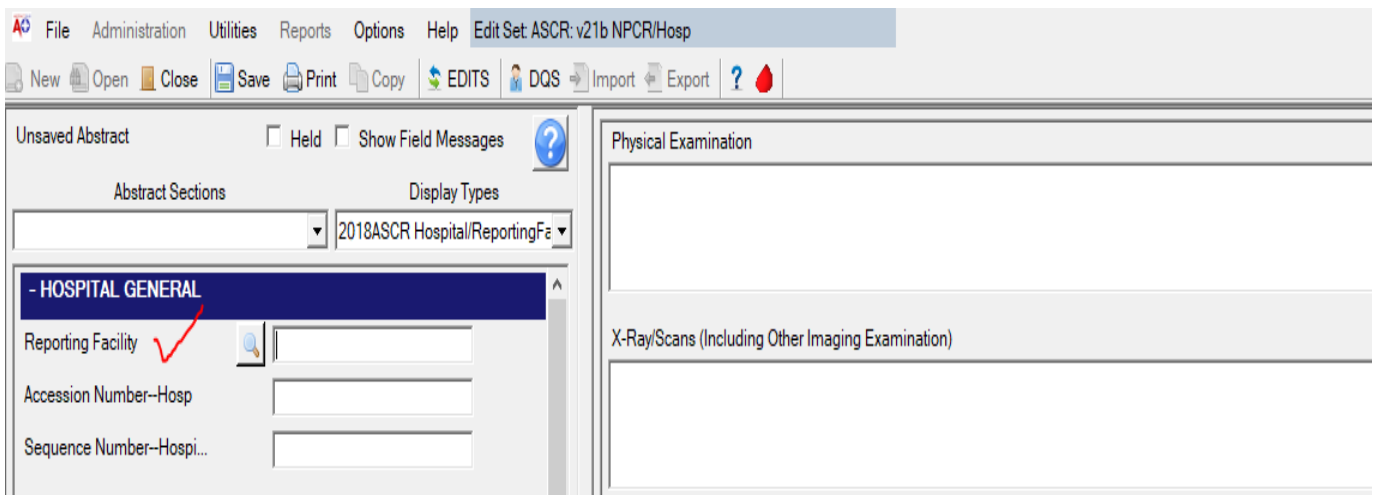 File Administration Utilities Reports Options Help Edit Set: ASCR: v21b NPCR/Hosp
New Open Close Save Print Copy EDITS DQS Import Export ?
Unsaved Abstract Held Show Field Messages ?
Abstract Sections Display Types
2018ASCR Hospital/ReportingFa
- HOSPITAL GENERAL
Reporting Facility
Accession Number--Hosp
Sequence Number--Hospi...
Physical Examination
X-Ray/Scans (Including Other Imaging Examination)